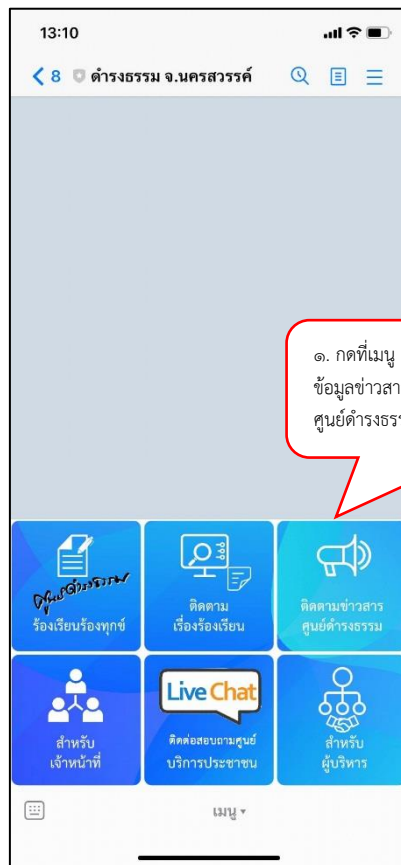 13:10
8 ดำรงธรรม จ.นครสวรรค์
๑. กดที่เมนู
ข้อมูลข่าวสา
ศูนย์ดำรงธร
ศูนย์ดำรงธรรม
ร้องเรียนร้องทุกข์
ติดตาม
เรื่องร้องเรียน
ติดตามข่าวสาร
ศูนย์ดำรงธรรม
สำหรับ
เจ้าหน้าที่
Live Chat
ติดต่อสอบถามศูนย์
บริการประชาชน
สำหรับ
ผู้บริหาร
เมนู